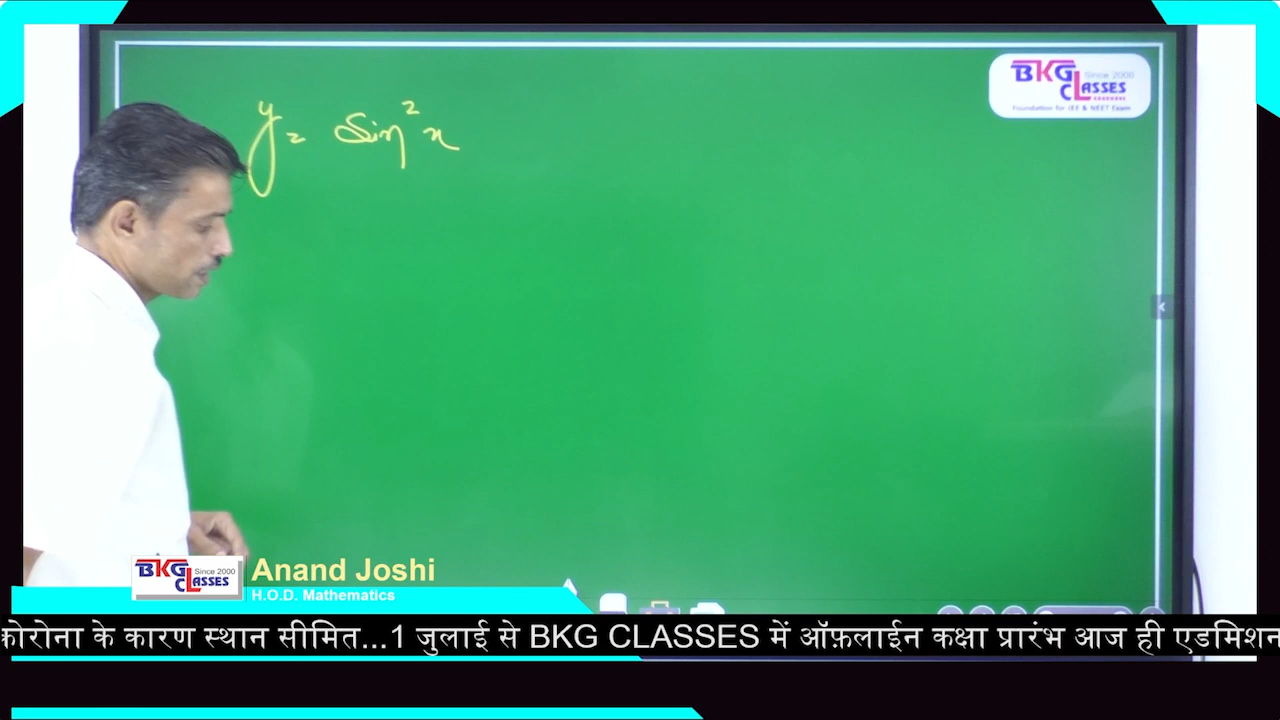 BKG CLASSES Since 2000
Foundation for IIT & NEET Exam
y = sin²x
BKG CLASSES Since 2000
Anand Joshi
H.O.D. Mathematics
कोरोना के कारण स्थान सीमित...1 जुलाई से BKG CLASSES में ऑफ़लाईन कक्षा प्रारंभ आज ही एडमिशन